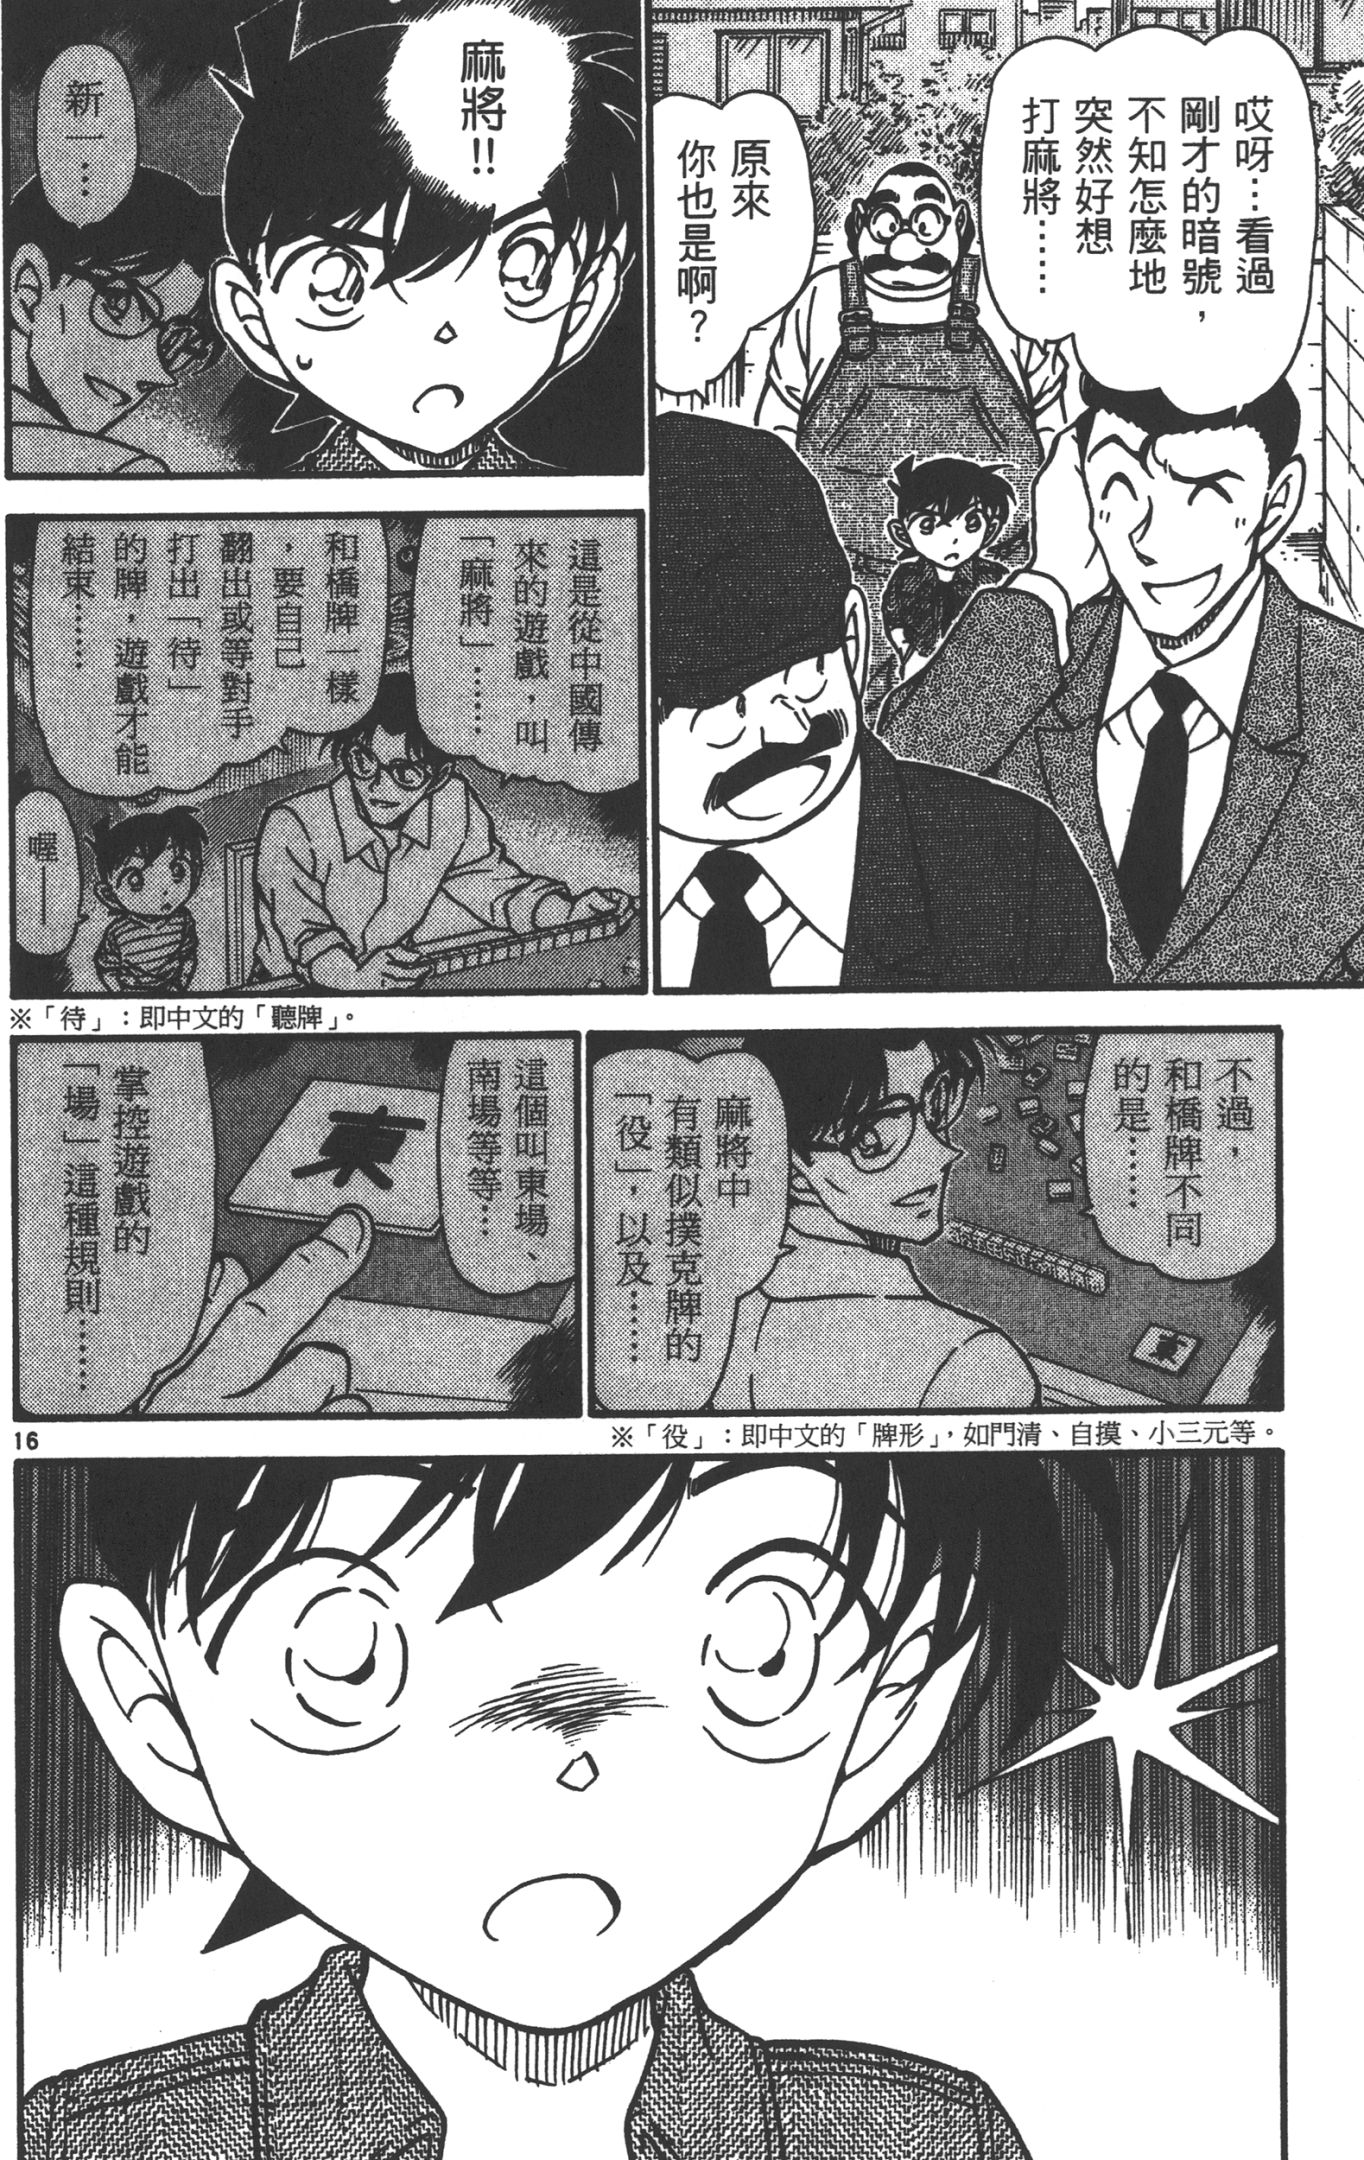 哎呀…看過
剛才的暗號，
不知怎麼地
突然好想
打麻將……
原來
你也是啊？
麻將!!
新一……
這是從中國傳
來的遊戲，叫
「麻將」……
和橋牌一樣
，要自己
翻出或等對手
打出「待」
的牌，遊戲才能
結束……
喔——
※「待」：即中文的「聽牌」。
不過，
和橋牌不同
的是……
麻將中
有類似撲克牌的
「役」，以及……
東
※「役」：即中文的「牌形」，如門清、自摸、小三元等。
這個叫東場、
南場等等…
東
掌控遊戲的
「場」這種規則……
16